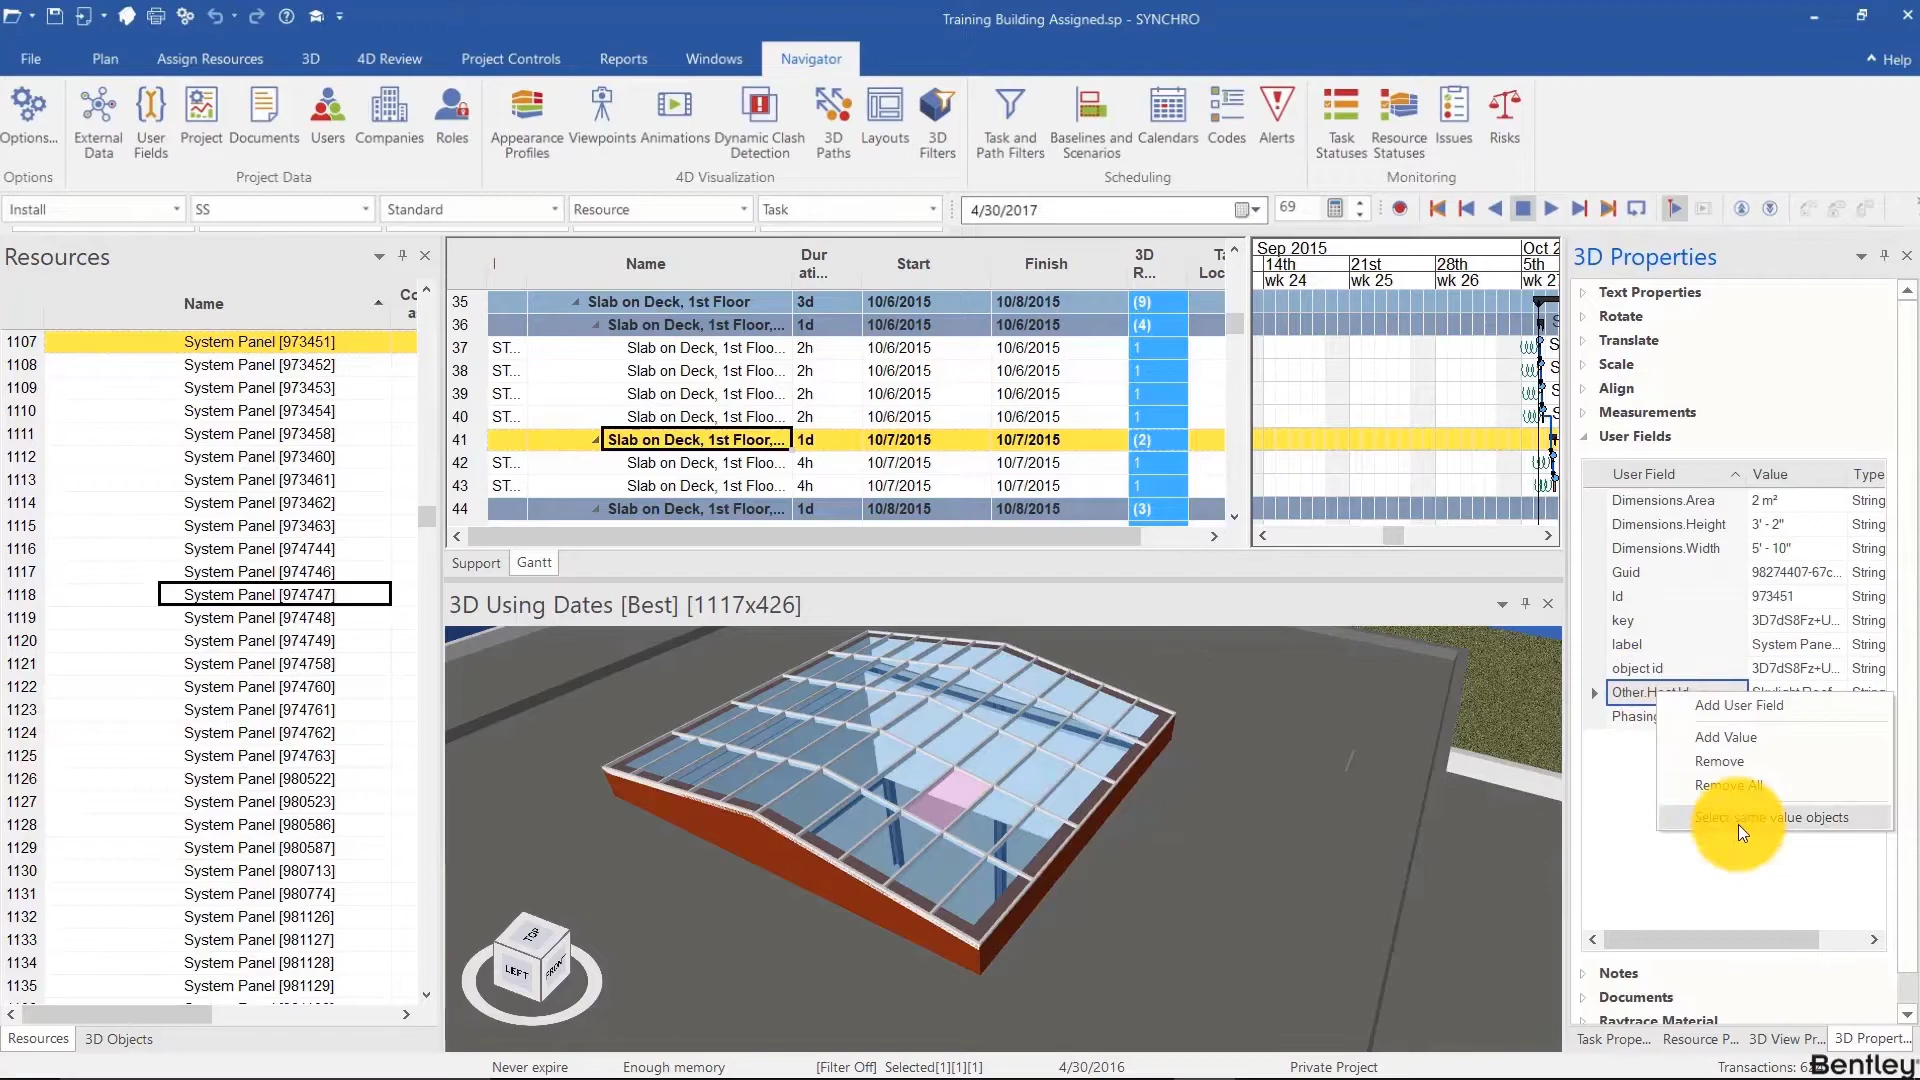 Training Building Assigned.sp - SYNCHRO
File Plan Assign Resources 3D 4D Review Project Controls Reports Windows Navigator Help
Options... External Data User Fields Project Documents Users Companies Roles Appearance Profiles Viewpoints Animations Dynamic Clash Detection 3D Paths Layouts 3D Filters Task and Path Filters Baselines and Scenarios Calendars Codes Alerts Task Statuses Resource Statuses Issues Risks
Options Project Data 4D Visualization Scheduling Monitoring
Install SS Standard Resource Task 4/30/2017 69
Resources
Name
1107 System Panel [973451]
1108 System Panel [973452]
1109 System Panel [973453]
1110 System Panel [973454]
1111 System Panel [973458]
1112 System Panel [973460]
1113 System Panel [973461]
1114 System Panel [973462]
1115 System Panel [973463]
1116 System Panel [974744]
1117 System Panel [974746]
1118 System Panel [974747]
1119 System Panel [974748]
1120 System Panel [974749]
1121 System Panel [974758]
1122 System Panel [974760]
1123 System Panel [974761]
1124 System Panel [974762]
1125 System Panel [974763]
1126 System Panel [980522]
1127 System Panel [980523]
1128 System Panel [980586]
1129 System Panel [980587]
1130 System Panel [980713]
1131 System Panel [980774]
1132 System Panel [981126]
1133 System Panel [981127]
1134 System Panel [981128]
1135 System Panel [981129]
Resources 3D Objects
Name Dur ati... Start Finish 3D R...
35 Slab on Deck, 1st Floor 3d 10/6/2015 10/8/2015 (9)
36 Slab on Deck, 1st Floor,... 1d 10/6/2015 10/6/2015 (4)
37 ST... Slab on Deck, 1st Floo... 2h 10/6/2015 10/6/2015 1
38 ST... Slab on Deck, 1st Floo... 2h 10/6/2015 10/6/2015 1
39 ST... Slab on Deck, 1st Floo... 2h 10/6/2015 10/6/2015 1
40 ST... Slab on Deck, 1st Floo... 2h 10/6/2015 10/6/2015 1
41 Slab on Deck, 1st Floor,... 1d 10/7/2015 10/7/2015 (2)
42 ST... Slab on Deck, 1st Floo... 4h 10/7/2015 10/7/2015 1
43 ST... Slab on Deck, 1st Floo... 4h 10/7/2015 10/7/2015 1
44 Slab on Deck, 1st Floor,... 1d 10/8/2015 10/8/2015 (3)
Support Gantt
Sep 2015 Oct 2
14th 21st 28th 5th
wk 24 wk 25 wk 26 wk 27
3D Using Dates [Best] [1117x426]
TOP
LEFT FRONT
3D Properties
Text Properties
Rotate
Translate
Scale
Align
Measurements
User Fields
User Field Value Type
Dimensions.Area 2 m² String
Dimensions.Height 3' - 2" String
Dimensions.Width 5' - 10" String
Guid 98274407-67c... String
Id 973451 String
key 3D7dS8Fz+U... String
label System Pane... String
object id 3D7dS8Fz+U... String
Phasing
Add User Field
Add Value
Remove
Remove All
Select same value objects
Notes
Documents
Raytrace Material
Task Prope... Resource P... 3D View Pr... 3D Propert...
Never expire Enough memory [Filter Off] Selected[1][1][1] 4/30/2016 Private Project Transactions:
Bentley